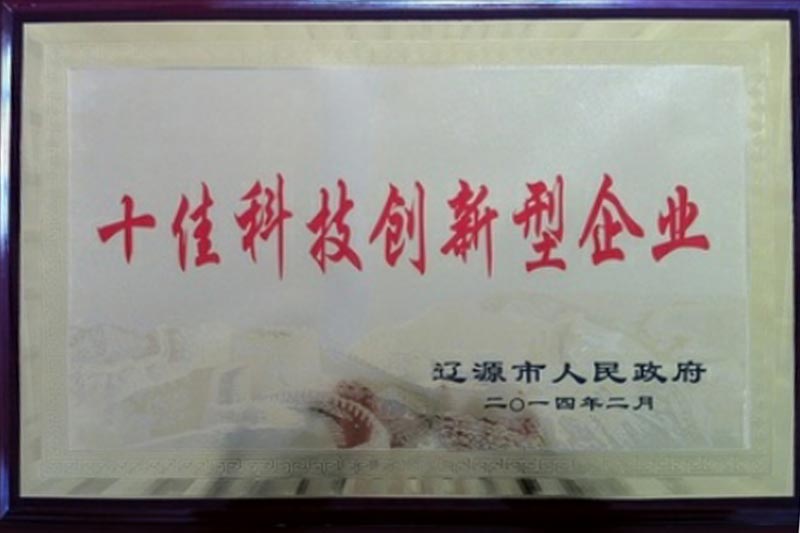 十佳科技创新型企业
辽源市人民政府
二〇一四年二月